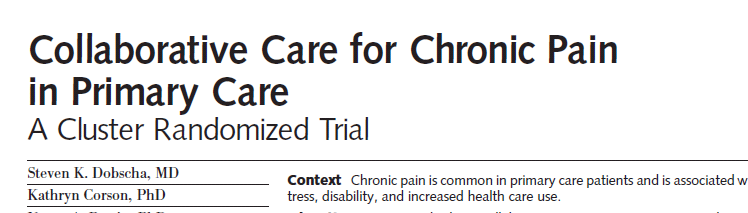 Collaborative Care for Chronic Pain
in Primary Care
A Cluster Randomized Trial
Steven K. Dobscha, MD
Kathryn Corson, PhD
Context Chronic pain is common in primary care patients and is associated w
tress, disability, and increased health care use.